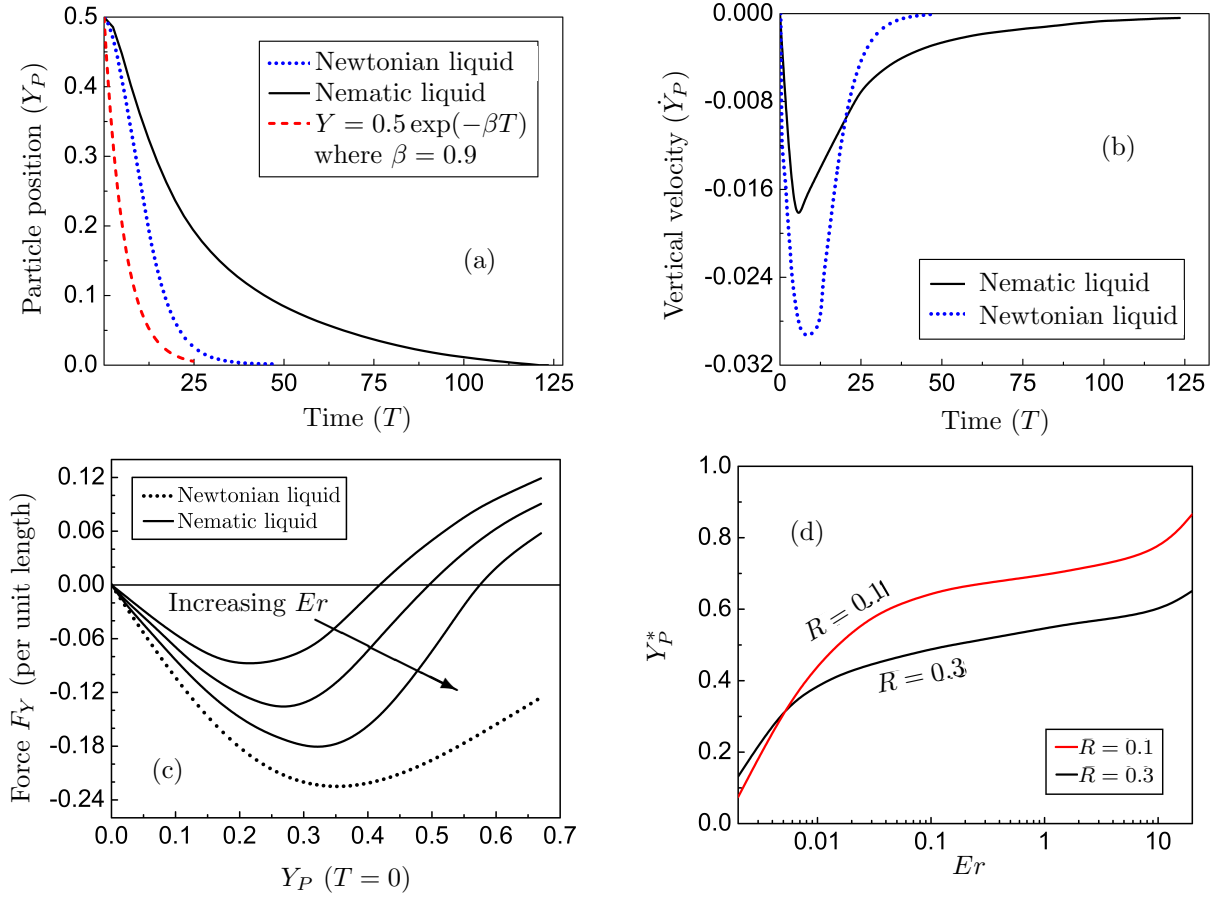 0.5
0.4
0.3
0.2
0.1
0.0
Particle position (Y_P)
Newtonian liquid
Nematic liquid
Y = 0.5 exp(−βT)
where β = 0.9
(a)
25
50
75
100
125
Time (T)
0.000
-0.008
-0.016
-0.024
-0.032
Vertical velocity (Ẏ_P)
(b)
Nematic liquid
Newtonian liquid
0
25
50
75
100
125
Time (T)
0.12
0.06
0.00
-0.06
-0.12
-0.18
-0.24
Force F_Y (per unit length)
Newtonian liquid
Nematic liquid
Increasing Er
(c)
0.0
0.1
0.2
0.3
0.4
0.5
0.6
0.7
Y_P (T = 0)
1.0
0.8
0.6
0.4
0.2
0.0
Y_P^*
(d)
R = 0.1
R = 0.3
R = 0.1
R = 0.3
0.01
0.1
1
10
Er